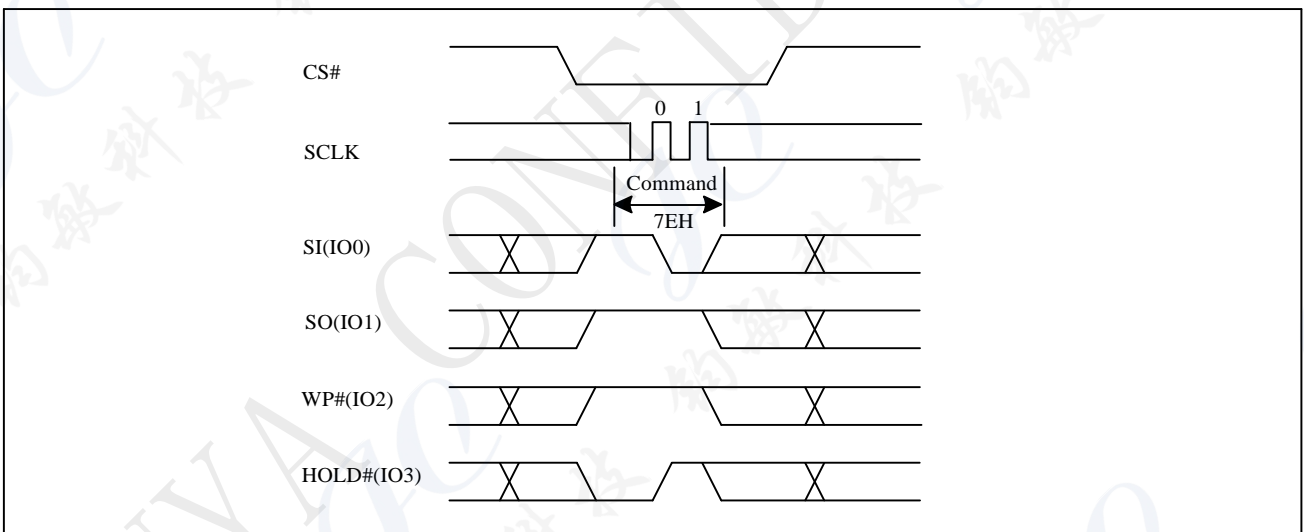 CS#
0 1
SCLK
Command
7EH
SI(IO0)
SO(IO1)
WP#(IO2)
HOLD#(IO3)